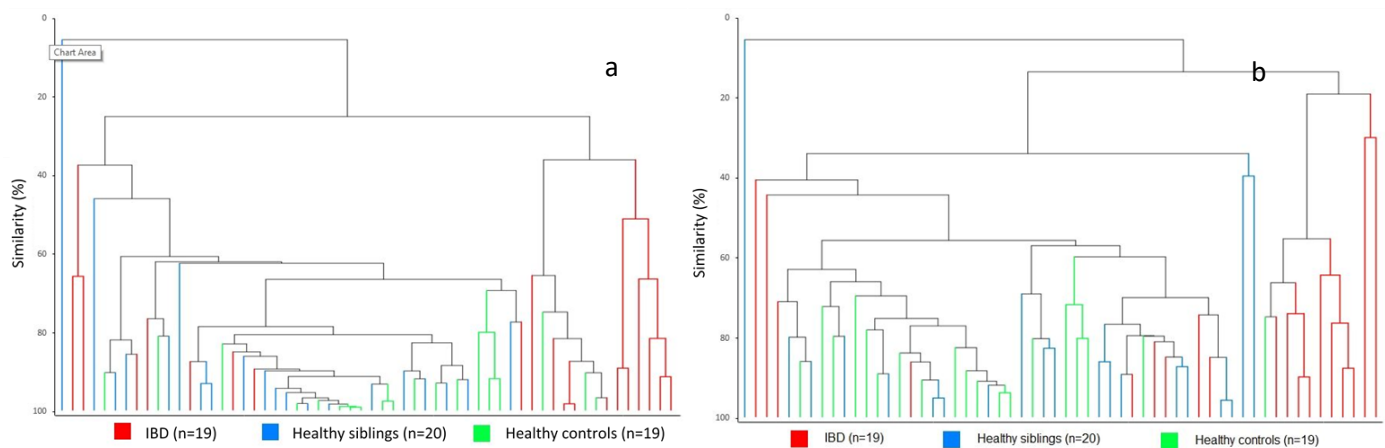 0
20
40
60
80
100
Similarity (%)
Chart Area
a
IBD (n=19)
Healthy siblings (n=20)
Healthy controls (n=19)
0
20
40
60
80
100
Similarity (%)
b
IBD (n=19)
Healthy siblings (n=20)
Healthy controls (n=19)